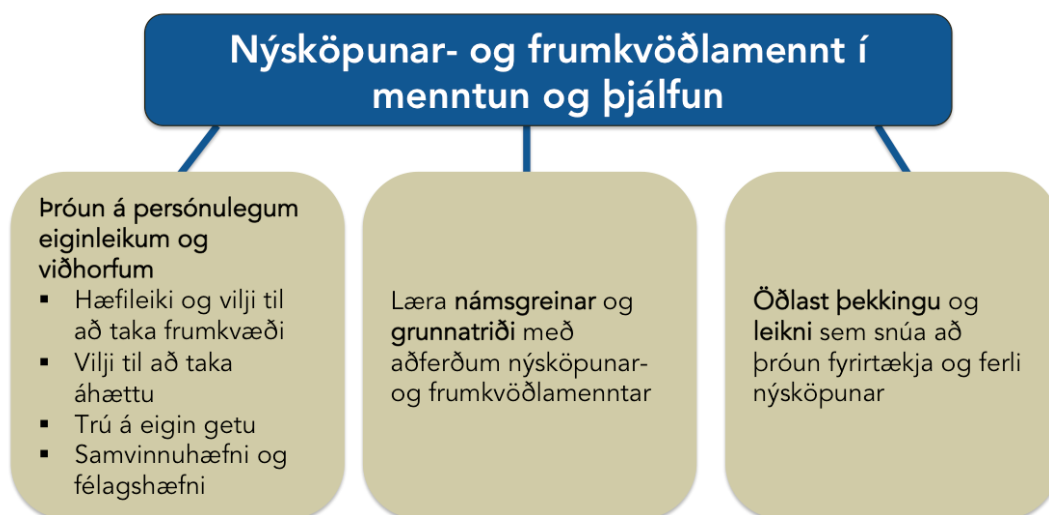 Nýsköpunar- og frumkvöðlamennt í
menntun og þjálfun
Þróun á persónulegum
eiginleikum og
viðhorfum
▪ Hæfileiki og vilji til
að taka frumkvæði
▪ Vilji til að taka
áhættu
▪ Trú á eigin getu
▪ Samvinnuhæfni og
félagshæfni
Læra námsgreinar og
grunnatriði með
aðferðum nýsköpunar-
og frumkvöðlamenntar
Öðlast þekkingu og
leikni sem snúa að
þróun fyrirtækja og ferli
nýsköpunar